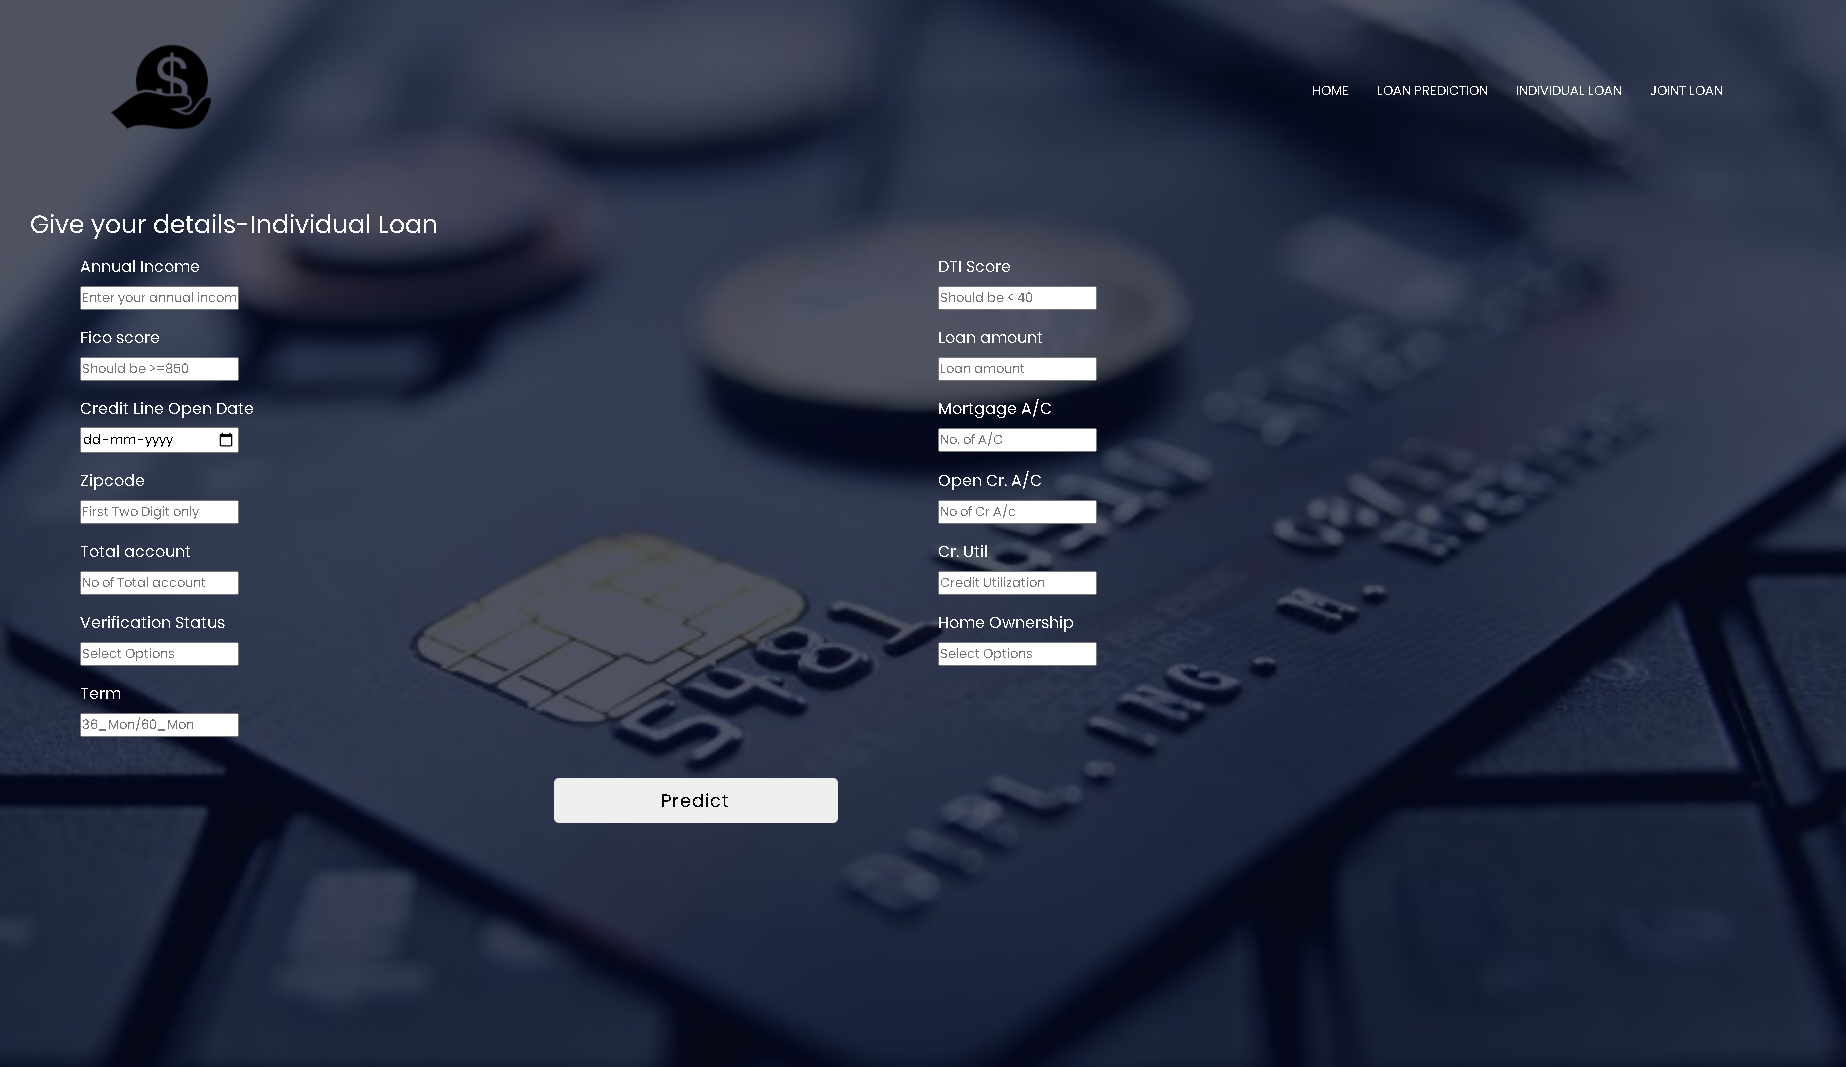 $
HOME LOAN PREDICTION INDIVIDUAL LOAN JOINT LOAN
Give your details-Individual Loan
Annual Income
Enter your annual incom
Fico score
Should be >=850
Credit Line Open Date
dd-mm-yyyy
Zipcode
First Two Digit only
Total account
No of Total account
Verification Status
Select Options
Term
36_Mon/60_Mon
DTI Score
Should be < 40
Loan amount
Loan amount
Mortgage A/C
No. of A/C
Open Cr. A/C
No of Cr A/c
Cr. Util
Credit Utilization
Home Ownership
Select Options
Predict
5481
DIPL.ING. M.